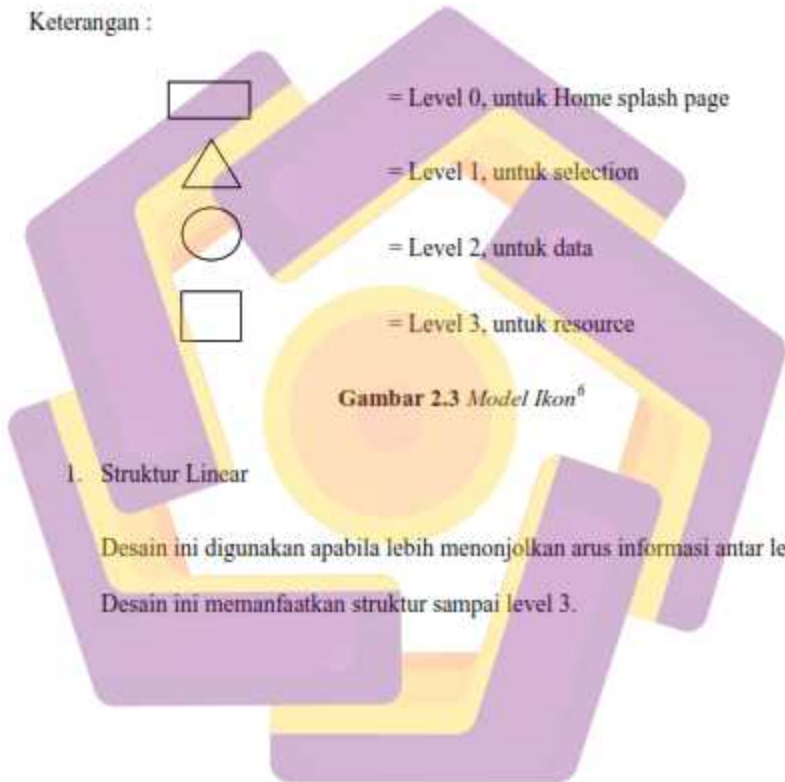 Keterangan :
= Level 0, untuk Home splash page
= Level 1, untuk selection
= Level 2, untuk data
= Level 3, untuk resource
Gambar 2.3 Model Ikon⁶
1. Struktur Linear
Desain ini digunakan apabila lebih menonjolkan arus informasi antar
Desain ini memanfaatkan struktur sampai level 3.